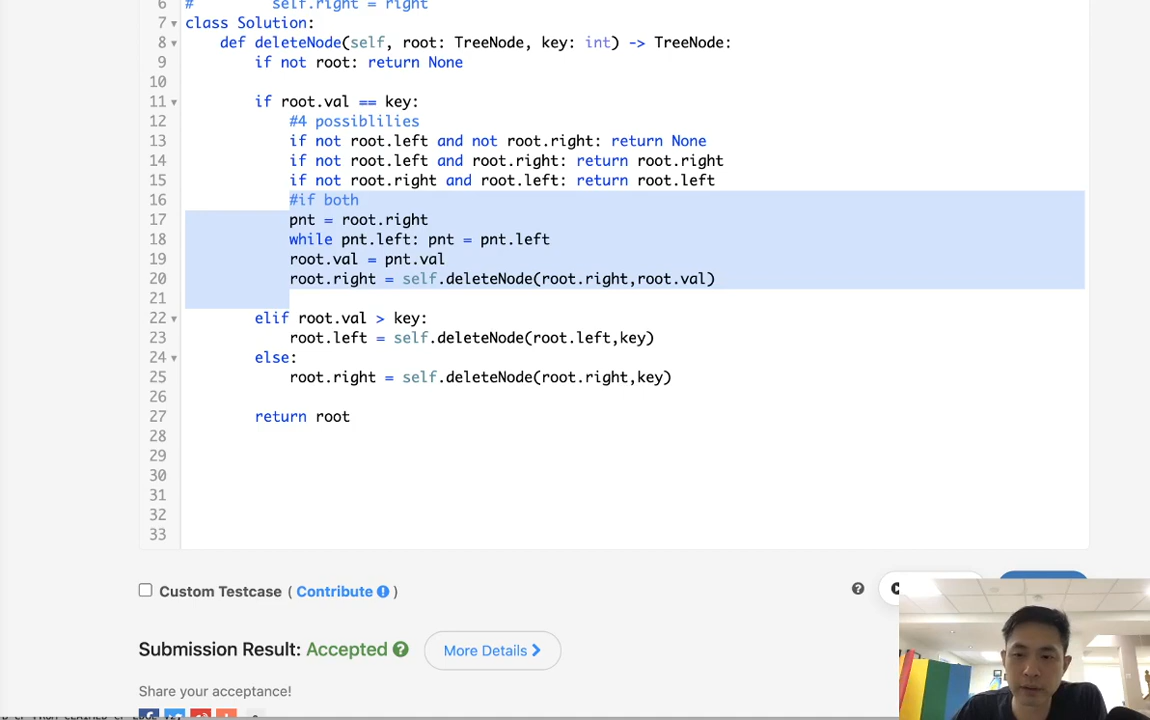 6 #         self.right = right
7 class Solution:
8     def deleteNode(self, root: TreeNode, key: int) -> TreeNode:
9         if not root: return None
10
11         if root.val == key:
12             #4 possiblilies
13             if not root.left and not root.right: return None
14             if not root.left and root.right: return root.right
15             if not root.right and root.left: return root.left
16             #if both
17             pnt = root.right
18             while pnt.left: pnt = pnt.left
19             root.val = pnt.val
20             root.right = self.deleteNode(root.right,root.val)
21
22         elif root.val > key:
23             root.left = self.deleteNode(root.left,key)
24         else:
25             root.right = self.deleteNode(root.right,key)
26
27         return root
28
29
30
31
32
33
Custom Testcase ( Contribute )
Submission Result: Accepted
More Details
Share your acceptance!